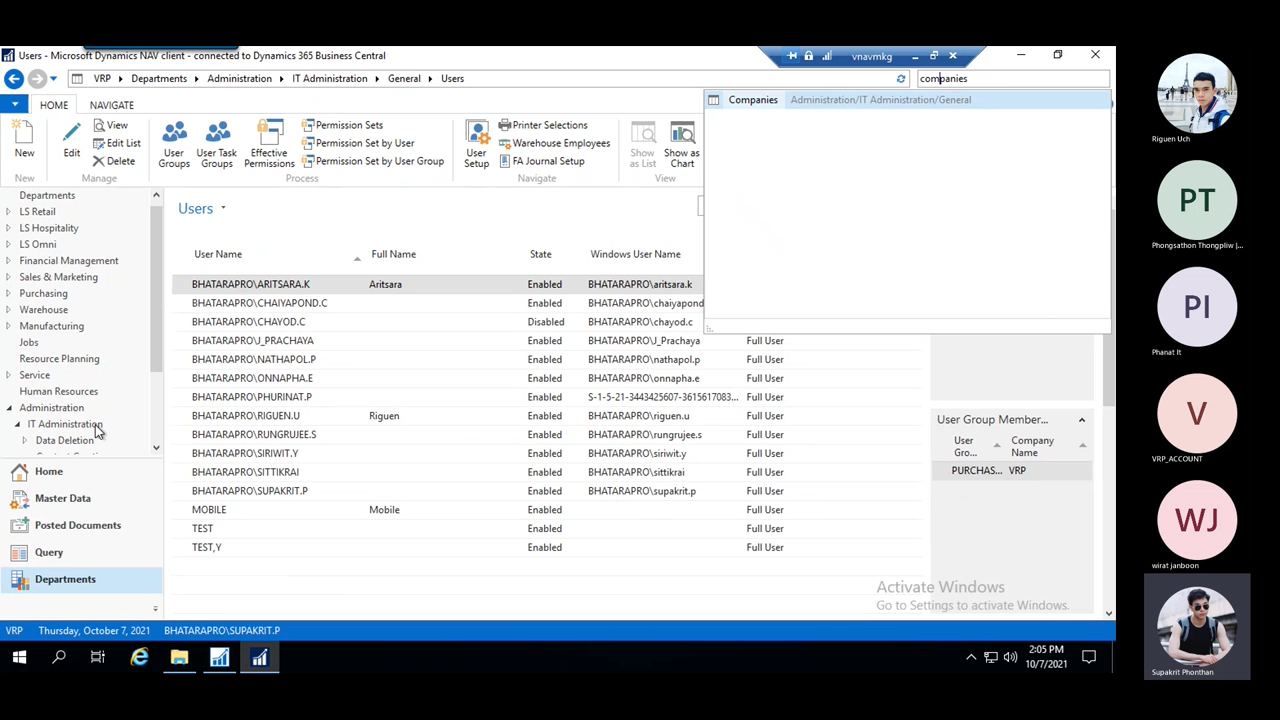 Users - Microsoft Dynamics NAV client - connected to Dynamics 365 Business Central
vnavmkg
VRP Departments Administration IT Administration General Users
companies
HOME NAVIGATE
Companies Administration/IT Administration/General
New
Edit
View
Edit List
Delete
User Groups
User Task Groups
Effective Permissions
Permission Sets
Permission Set by User
Permission Set by User Group
User Setup
Printer Selections
Warehouse Employees
FA Journal Setup
Show as List
Show as Chart
New Manage Process Navigate View
Departments
LS Retail
LS Hospitality
LS Omni
Financial Management
Sales & Marketing
Purchasing
Warehouse
Manufacturing
Jobs
Resource Planning
Service
Human Resources
Administration
IT Administration
Data Deletion
Home
Master Data
Posted Documents
Query
Departments
Users
User Name Full Name State Windows User Name
BHATARAPRO\ARITSARA.K Aritsara Enabled BHATARAPRO\aritsara.k
BHATARAPRO\CHAIYAPOND.C Enabled BHATARAPRO\chaiyapond
BHATARAPRO\CHAYOD.C Disabled BHATARAPRO\chayod.c
BHATARAPRO\J_PRACHAYA Enabled BHATARAPRO\J_Prachaya Full User
BHATARAPRO\NATHAPOL.P Enabled BHATARAPRO\nathapol.p Full User
BHATARAPRO\ONNAPHA.E Enabled BHATARAPRO\onnapha.e Full User
BHATARAPRO\PHURINAT.P Enabled S-1-5-21-3443425607-3615617083... Full User
BHATARAPRO\RIGUEN.U Riguen Enabled BHATARAPRO\riguen.u Full User
BHATARAPRO\RUNGRUJEE.S Enabled BHATARAPRO\rungrujee.s Full User
BHATARAPRO\SIRIWIT.Y Enabled BHATARAPRO\siriwit.y Full User
BHATARAPRO\SITTIKRAI Enabled BHATARAPRO\sittikrai Full User
BHATARAPRO\SUPAKRIT.P Enabled BHATARAPRO\supakrit.p Full User
MOBILE Mobile Enabled Full User
TEST Enabled Full User
TEST,Y Enabled Full User
User Group Member...
User Gro... Company Name
PURCHAS... VRP
Activate Windows
Go to Settings to activate Windows.
VRP Thursday, October 7, 2021 BHATARAPRO\SUPAKRIT.P
2:05 PM
10/7/2021
Riguen Uch
PT
Phongsathon Thongpliw |...
PI
Phanat It
V
VRP_ACCOUNT
WJ
wirat janboon
Supakrit Phonthan